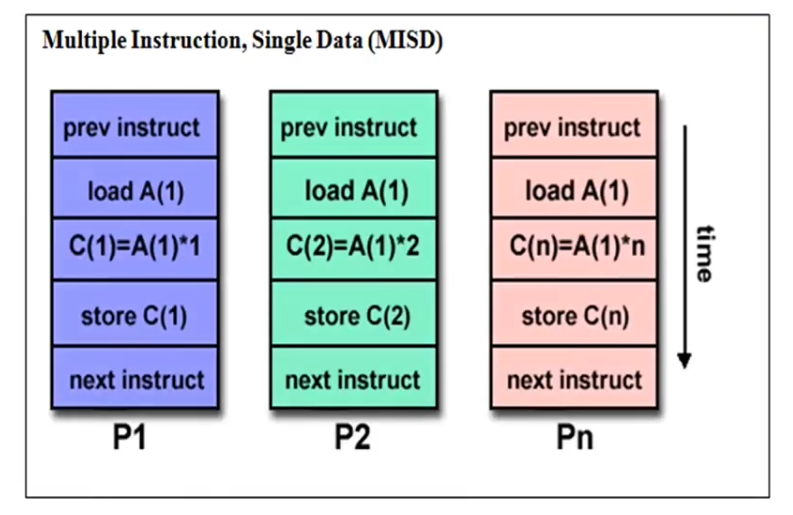 Multiple Instruction, Single Data (MISD)
prev instruct
load A(1)
C(1)=A(1)*1
store C(1)
next instruct
P1
prev instruct
load A(1)
C(2)=A(1)*2
store C(2)
next instruct
P2
prev instruct
load A(1)
C(n)=A(1)*n
store C(n)
next instruct
Pn
time